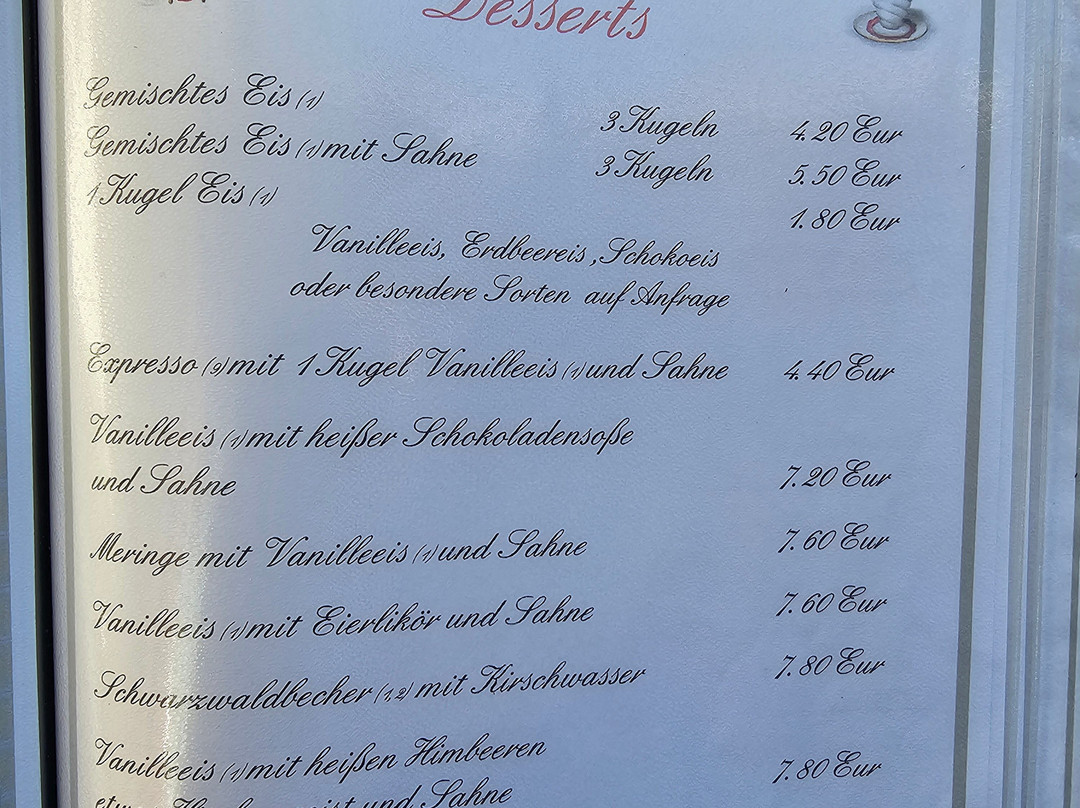 Desserts
Gemischtes Eis (1) 3 Kugeln 4.20 Eur
Gemischtes Eis (1) mit Sahne 3 Kugeln 5.50 Eur
1 Kugel Eis (1) 1.80 Eur
Vanilleeis, Erdbeereis ,Schokoeis
oder besondere Sorten auf Anfrage
Expresso (9) mit 1 Kugel Vanilleeis (1) und Sahne 4.40 Eur
Vanilleeis (1) mit heißer Schokoladensoße
und Sahne 7.20 Eur
Meringe mit Vanilleeis (1) und Sahne 7.60 Eur
Vanilleeis (1) mit Eierlikör und Sahne 7.60 Eur
Schwarzwaldbecher (1,2) mit Kirschwasser 7.80 Eur
Vanilleeis (1) mit heißen Himbeeren 7.80 Eur
und Sahne